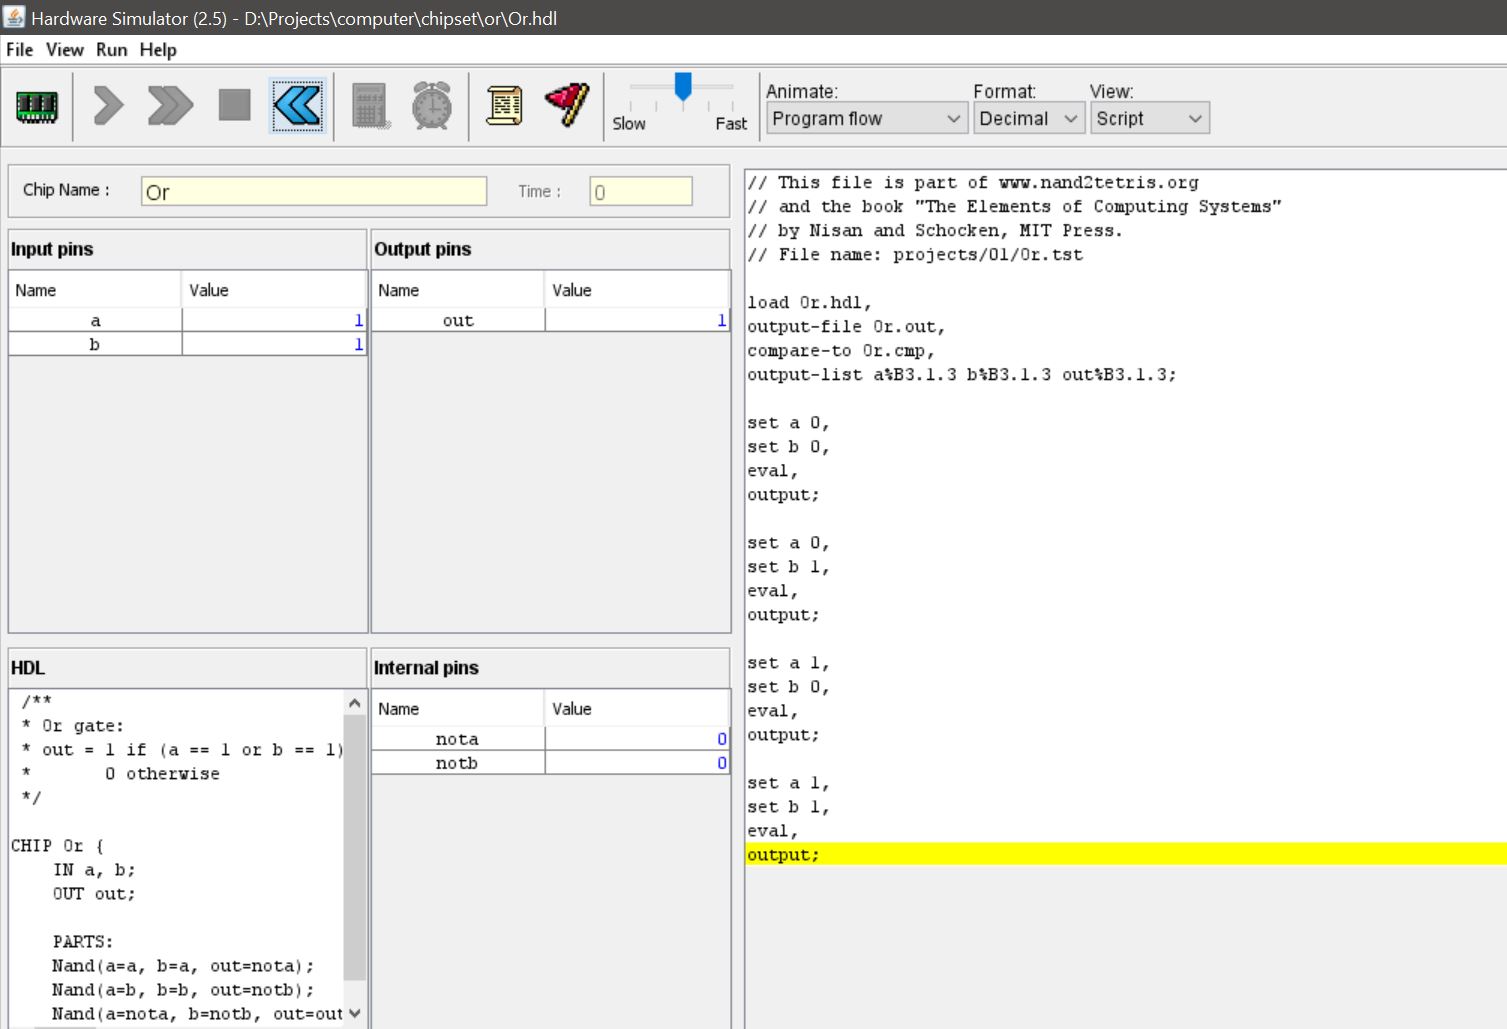 Hardware Simulator (2.5) - D:\Projects\computer\chipset\or\Or.hdl
File View Run Help
Slow Fast
Animate: Format: View:
Program flow Decimal Script
Chip Name : Or Time : 0
Input pins
Name Value
a 1
b 1
Output pins
Name Value
out 1
HDL
/**
* Or gate:
* out = 1 if (a == 1 or b == 1)
* 0 otherwise
*/
CHIP Or {
IN a, b;
OUT out;
PARTS:
Nand(a=a, b=a, out=nota);
Nand(a=b, b=b, out=notb);
Nand(a=nota, b=notb, out=out
Internal pins
Name Value
nota 0
notb 0
// This file is part of www.nand2tetris.org
// and the book "The Elements of Computing Systems"
// by Nisan and Schocken, MIT Press.
// File name: projects/01/Or.tst
load Or.hdl,
output-file Or.out,
compare-to Or.cmp,
output-list a%B3.1.3 b%B3.1.3 out%B3.1.3;
set a 0,
set b 0,
eval,
output;
set a 0,
set b 1,
eval,
output;
set a 1,
set b 0,
eval,
output;
set a 1,
set b 1,
eval,
output;